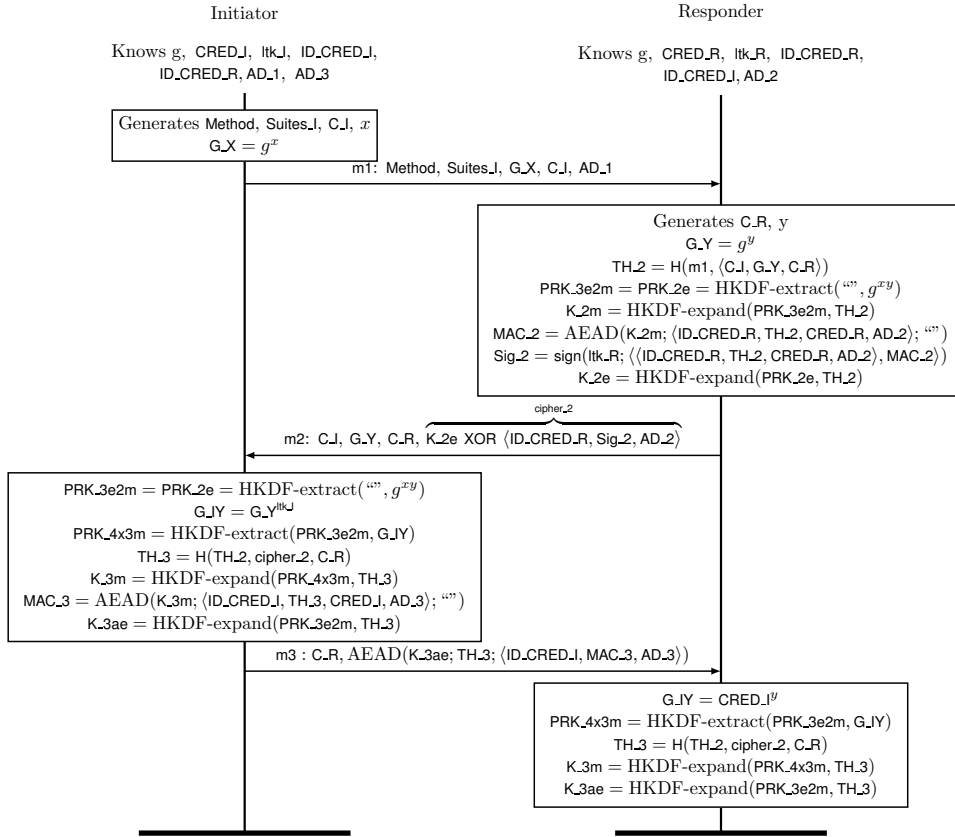 Initiator
Responder
Knows g, CRED_I, ltk_I, ID_CRED_I,
ID_CRED_R, AD_1, AD_3
Knows g, CRED_R, ltk_R, ID_CRED_R,
ID_CRED_I, AD_2
Generates Method, Suites_I, C_I, x
G_X = g^x
m1: Method, Suites_I, G_X, C_I, AD_1
Generates C_R, y
G_Y = g^y
TH_2 = H(m1, ⟨C_I, G_Y, C_R⟩)
PRK_3e2m = PRK_2e = HKDF-extract(“”, g^{xy})
K_2m = HKDF-expand(PRK_3e2m, TH_2)
MAC_2 = AEAD(K_2m; ⟨ID_CRED_R, TH_2, CRED_R, AD_2⟩; “”)
Sig_2 = sign(ltk_R; ⟨⟨ID_CRED_R, TH_2, CRED_R, AD_2⟩, MAC_2⟩)
K_2e = HKDF-expand(PRK_2e, TH_2)
cipher_2
m2: C_I, G_Y, C_R, K_2e XOR ⟨ID_CRED_R, Sig_2, AD_2⟩
PRK_3e2m = PRK_2e = HKDF-extract(“”, g^{xy})
G_IY = G_Y^{ltk_I}
PRK_4x3m = HKDF-extract(PRK_3e2m, G_IY)
TH_3 = H(TH_2, cipher_2, C_R)
K_3m = HKDF-expand(PRK_4x3m, TH_3)
MAC_3 = AEAD(K_3m; ⟨ID_CRED_I, TH_3, CRED_I, AD_3⟩; “”)
K_3ae = HKDF-expand(PRK_3e2m, TH_3)
m3 : C_R, AEAD(K_3ae; TH_3; ⟨ID_CRED_I, MAC_3, AD_3⟩)
G_IY = CRED_I^y
PRK_4x3m = HKDF-extract(PRK_3e2m, G_IY)
TH_3 = H(TH_2, cipher_2, C_R)
K_3m = HKDF-expand(PRK_4x3m, TH_3)
K_3ae = HKDF-expand(PRK_3e2m, TH_3)